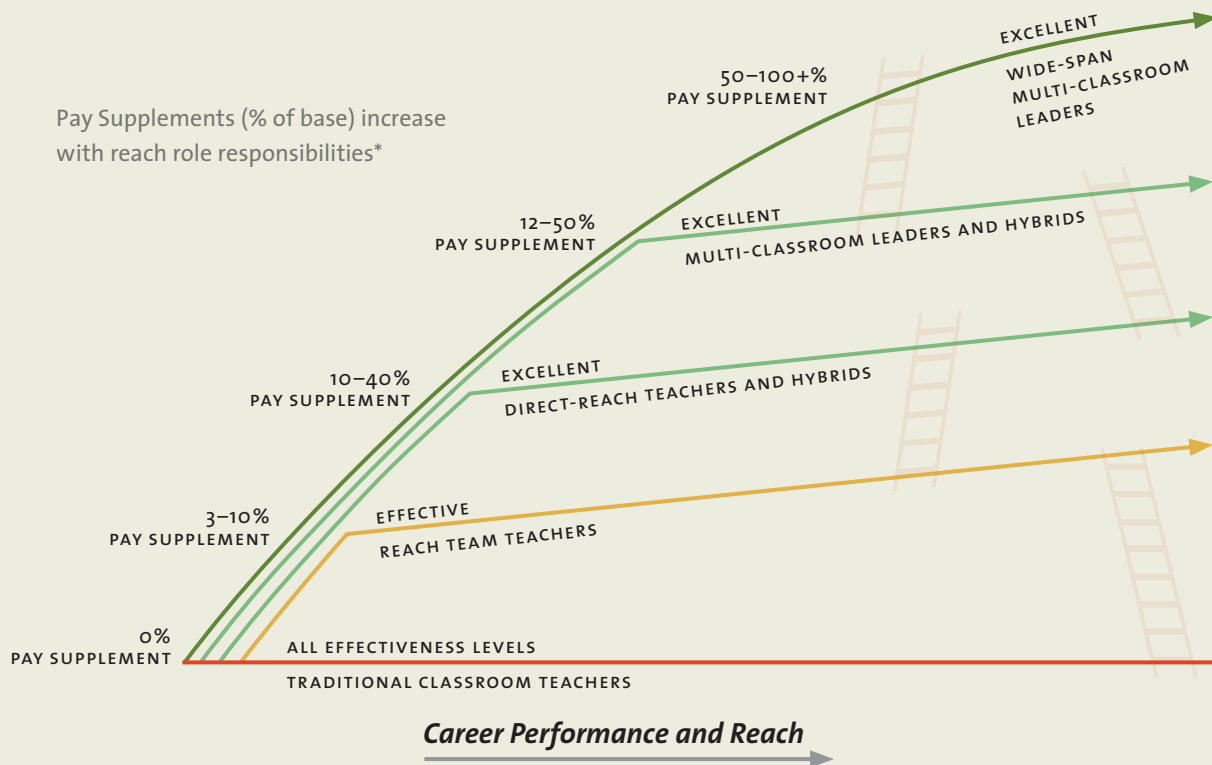 EXCELLENT
WIDE-SPAN
MULTI-CLASSROOM
LEADERS
50–100+%
PAY SUPPLEMENT
Pay Supplements (% of base) increase
with reach role responsibilities*
12–50%
PAY SUPPLEMENT
EXCELLENT
MULTI-CLASSROOM LEADERS AND HYBRIDS
10–40%
PAY SUPPLEMENT
EXCELLENT
DIRECT-REACH TEACHERS AND HYBRIDS
3–10%
PAY SUPPLEMENT
EFFECTIVE
REACH TEAM TEACHERS
0%
PAY SUPPLEMENT
ALL EFFECTIVENESS LEVELS
TRADITIONAL CLASSROOM TEACHERS
Career Performance and Reach